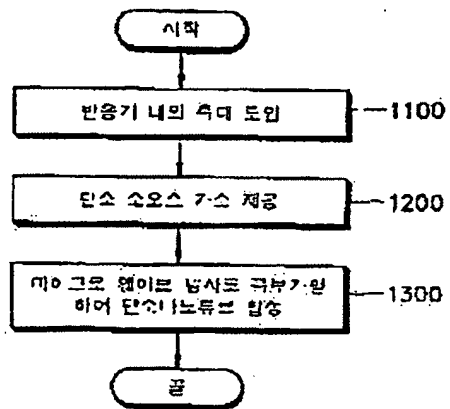 시작
반응기 내의 촉매 도입
1100
탄소 소오스 가스 제공
1200
마이크로 웨이브 방사로 국부가열
하여 탄소나노튜브 합성
1300
끝